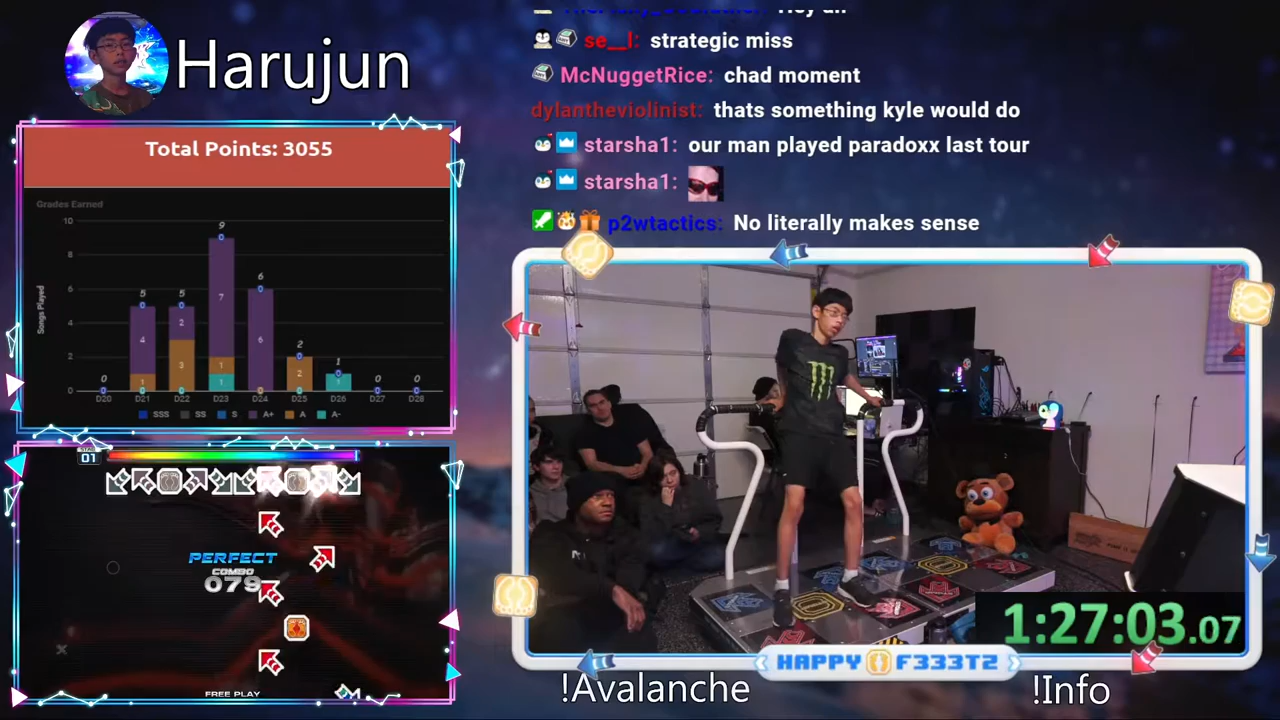 Harujun
Total Points: 3055
Grades Earned
10
8
6
4
2
0
Songs Played
0
5
5
9
6
2
1
0
0
4
1
2
3
7
1
1
6
2
1
D20
D21
D22
D23
D24
D25
D26
D27
D28
SSS
SS
S
A+
A
A-
se__l: strategic miss
McNuggetRice: chad moment
dylantheviolinist: thats something kyle would do
starsha1: our man played paradoxx last tour
starsha1:
p2wtactics: No literally makes sense
01
PERFECT
COMBO
079
FREE PLAY
1:27:03.07
HAPPY F333T2
!Avalanche
!Info